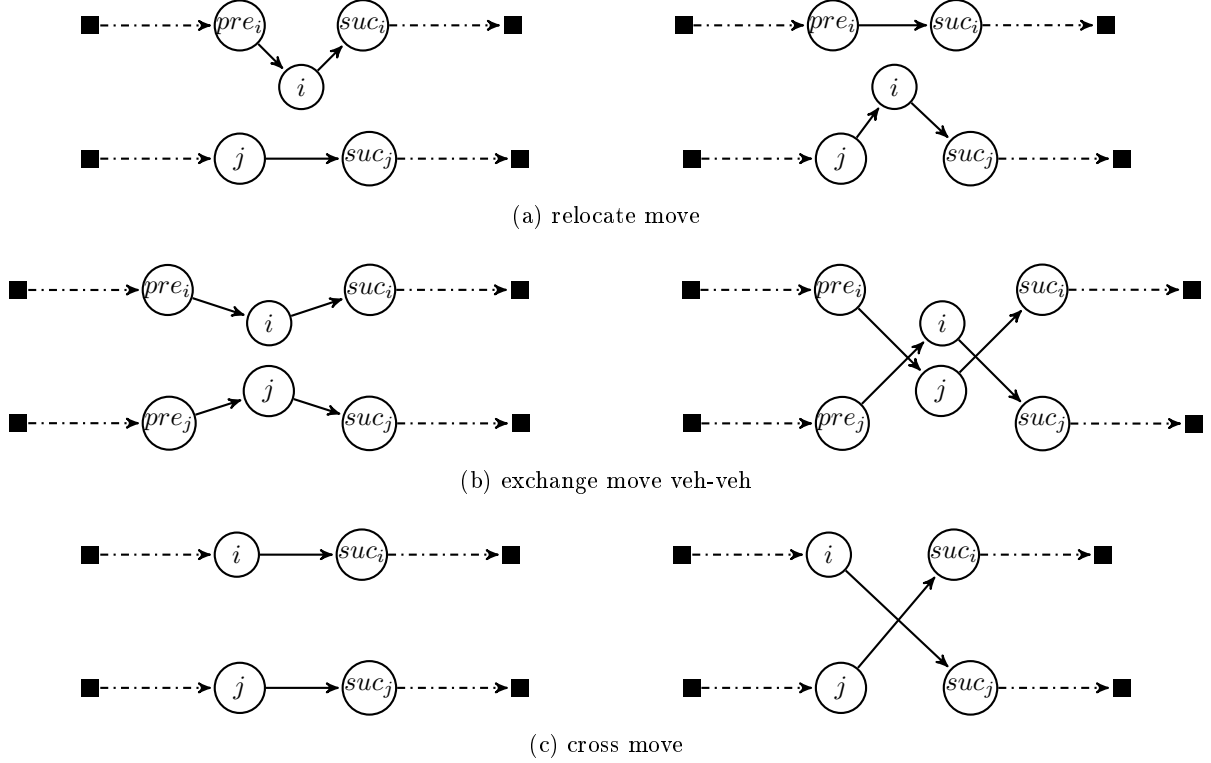 pre_i suc_i pre_i suc_i
i i
j suc_j j suc_j
(a) relocate move
pre_i suc_i pre_i suc_i
i i
j j
pre_j suc_j pre_j suc_j
(b) exchange move veh-veh
i suc_i i suc_i
j suc_j j suc_j
(c) cross move